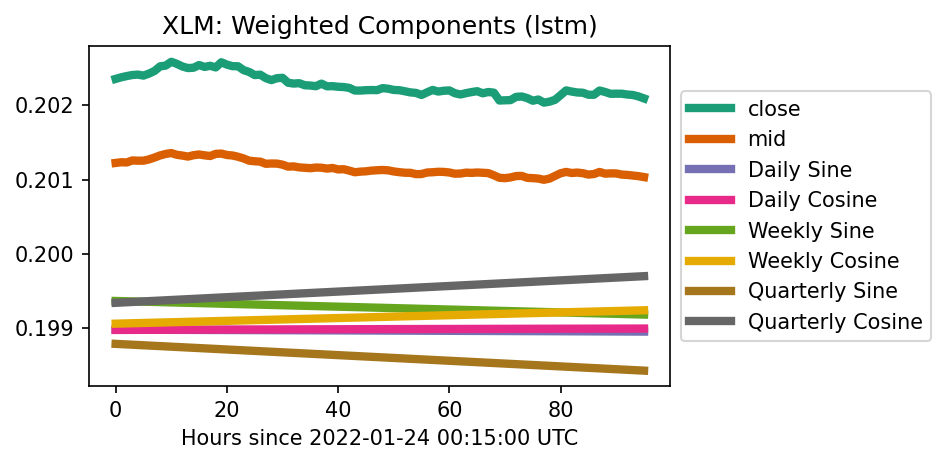 XLM: Weighted Components (lstm)
0.202
0.201
0.200
0.199
0
20
40
60
80
Hours since 2022-01-24 00:15:00 UTC
close
mid
Daily Sine
Daily Cosine
Weekly Sine
Weekly Cosine
Quarterly Sine
Quarterly Cosine